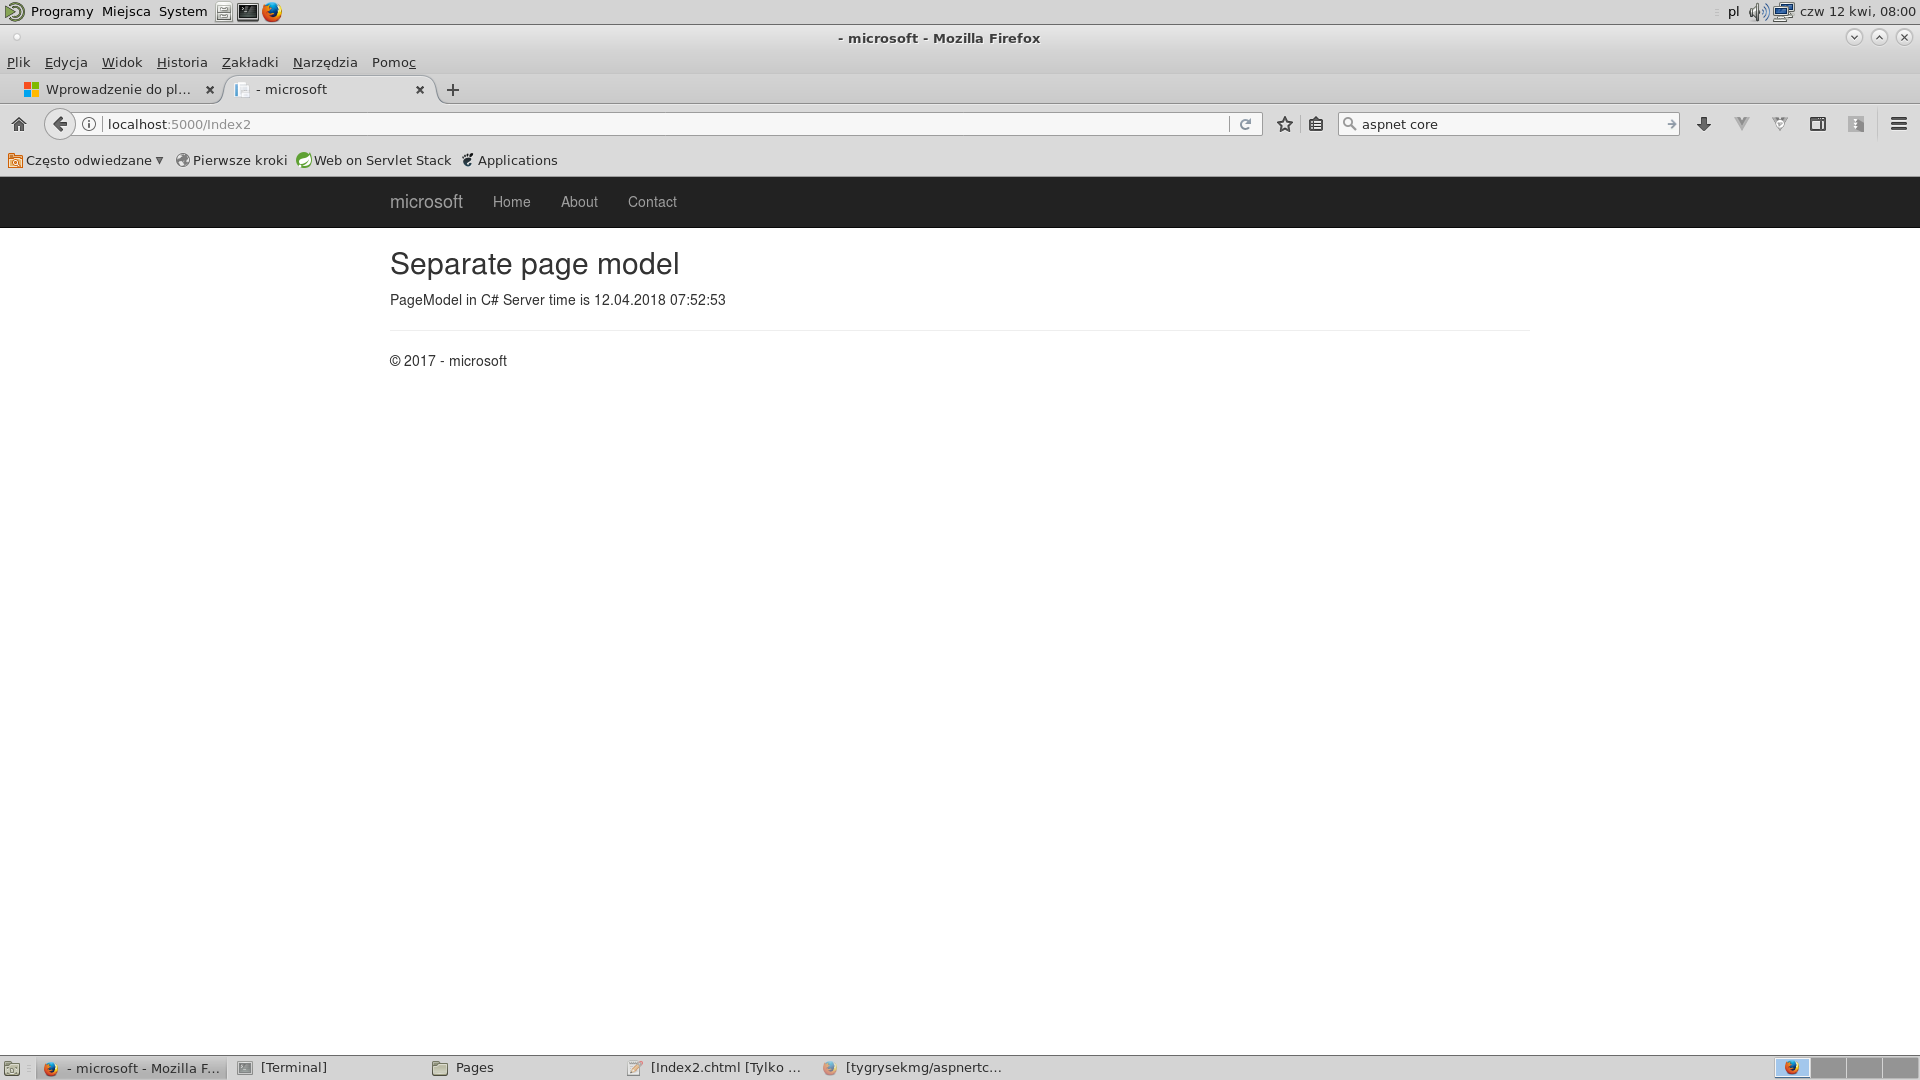 Programy Miejsca System pl czw 12 kwi, 08:00
- microsoft - Mozilla Firefox
Plik Edycja Widok Historia Zakładki Narzędzia Pomoc
Wprowadzenie do pl... - microsoft
localhost:5000/Index2 aspnet core
Często odwiedzane Pierwsze kroki Web on Servlet Stack Applications
microsoft Home About Contact
Separate page model
PageModel in C# Server time is 12.04.2018 07:52:53
© 2017 - microsoft
- microsoft - Mozilla F... [Terminal] Pages [Index2.chtml [Tylko ... [tygrysekmg/aspnertc...